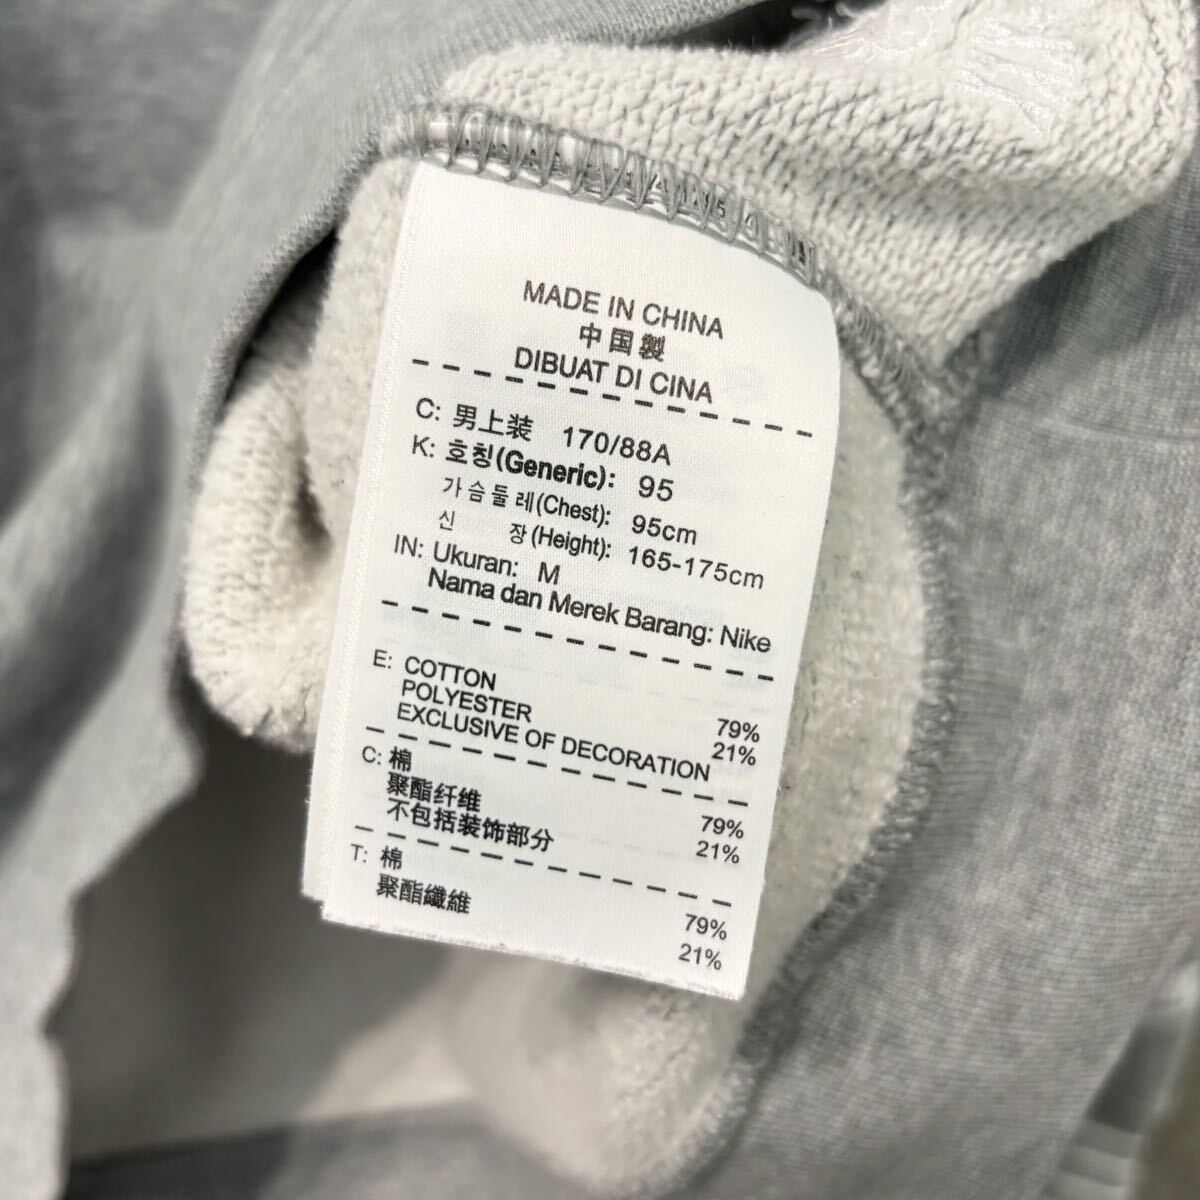 MADE IN CHINA
中国製
DIBUAT DI CINA
C: 男上装 170/88A
K: 호칭(Generic): 95
가슴둘레(Chest): 95cm
신 장(Height): 165-175cm
IN: Ukuran: M
Nama dan Merek Barang: Nike
E: COTTON 79%
POLYESTER 21%
EXCLUSIVE OF DECORATION
C: 棉 79%
聚酯纤维 21%
不包括装饰部分
T: 棉 79%
聚酯纖維 21%